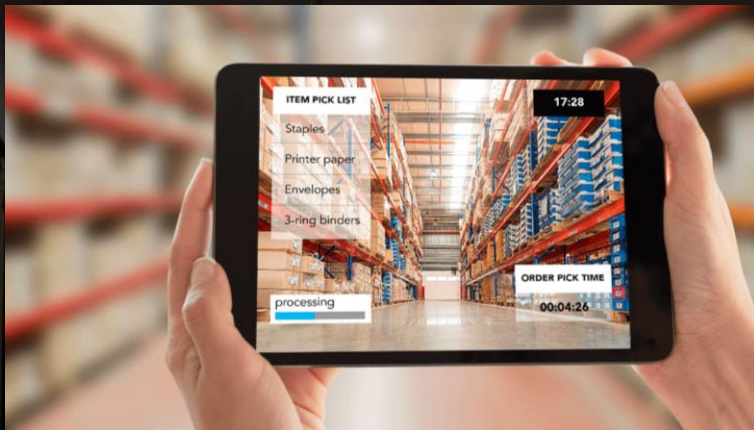 ITEM PICK LIST
Staples
Printer paper
Envelopes
3-ring binders
17:28
processing
ORDER PICK TIME
00:04:26